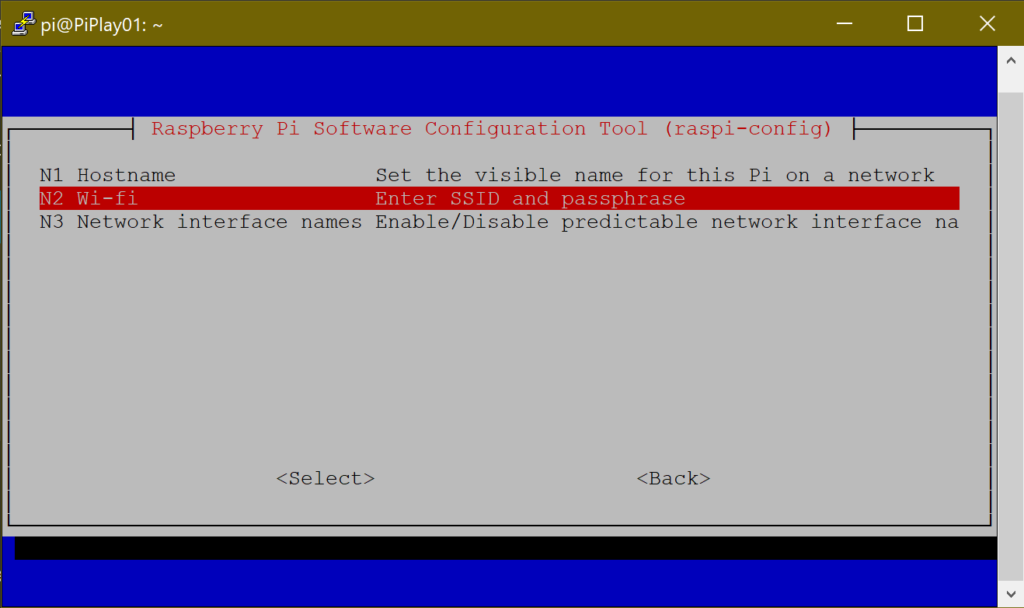 pi@PiPlay01: ~
Raspberry Pi Software Configuration Tool (raspi-config)
N1 Hostname Set the visible name for this Pi on a network
N2 Wi-fi Enter SSID and passphrase
N3 Network interface names Enable/Disable predictable network interface na
<Select> <Back>